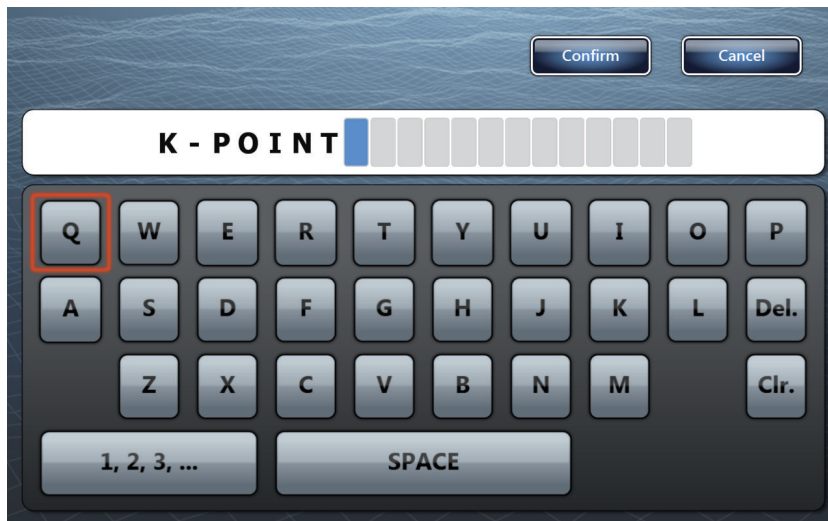 Confirm Cancel
K-POINT
Q W E R T Y U I O P
A S D F G H J K L Del.
Z X C V B N M Clr.
1, 2, 3, ... SPACE